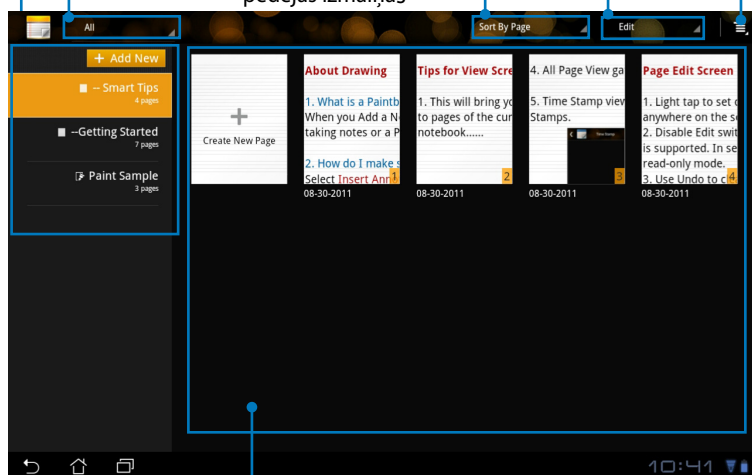 pēdējās izmaiņas
All
Sort By Page
Edit
+ Add New
-- Smart Tips
4 pages
--Getting Started
7 pages
Paint Sample
3 pages
Create New Page
About Drawing
1. What is a Paintb
When you Add a N
taking notes or a P
2. How do I make s
Select Insert Ann
1
08-30-2011
Tips for View Scre
1. This will bring yo
to pages of the cur
notebook......
2
08-30-2011
4. All Page View ga
5. Time Stamp view
Stamps.
3
08-30-2011
Page Edit Screen
1. Light tap to set c
anywhere on the s
2. Disable Edit swit
is supported. In se
read-only mode.
3. Use Undo to c
4
08-30-2011
10:41